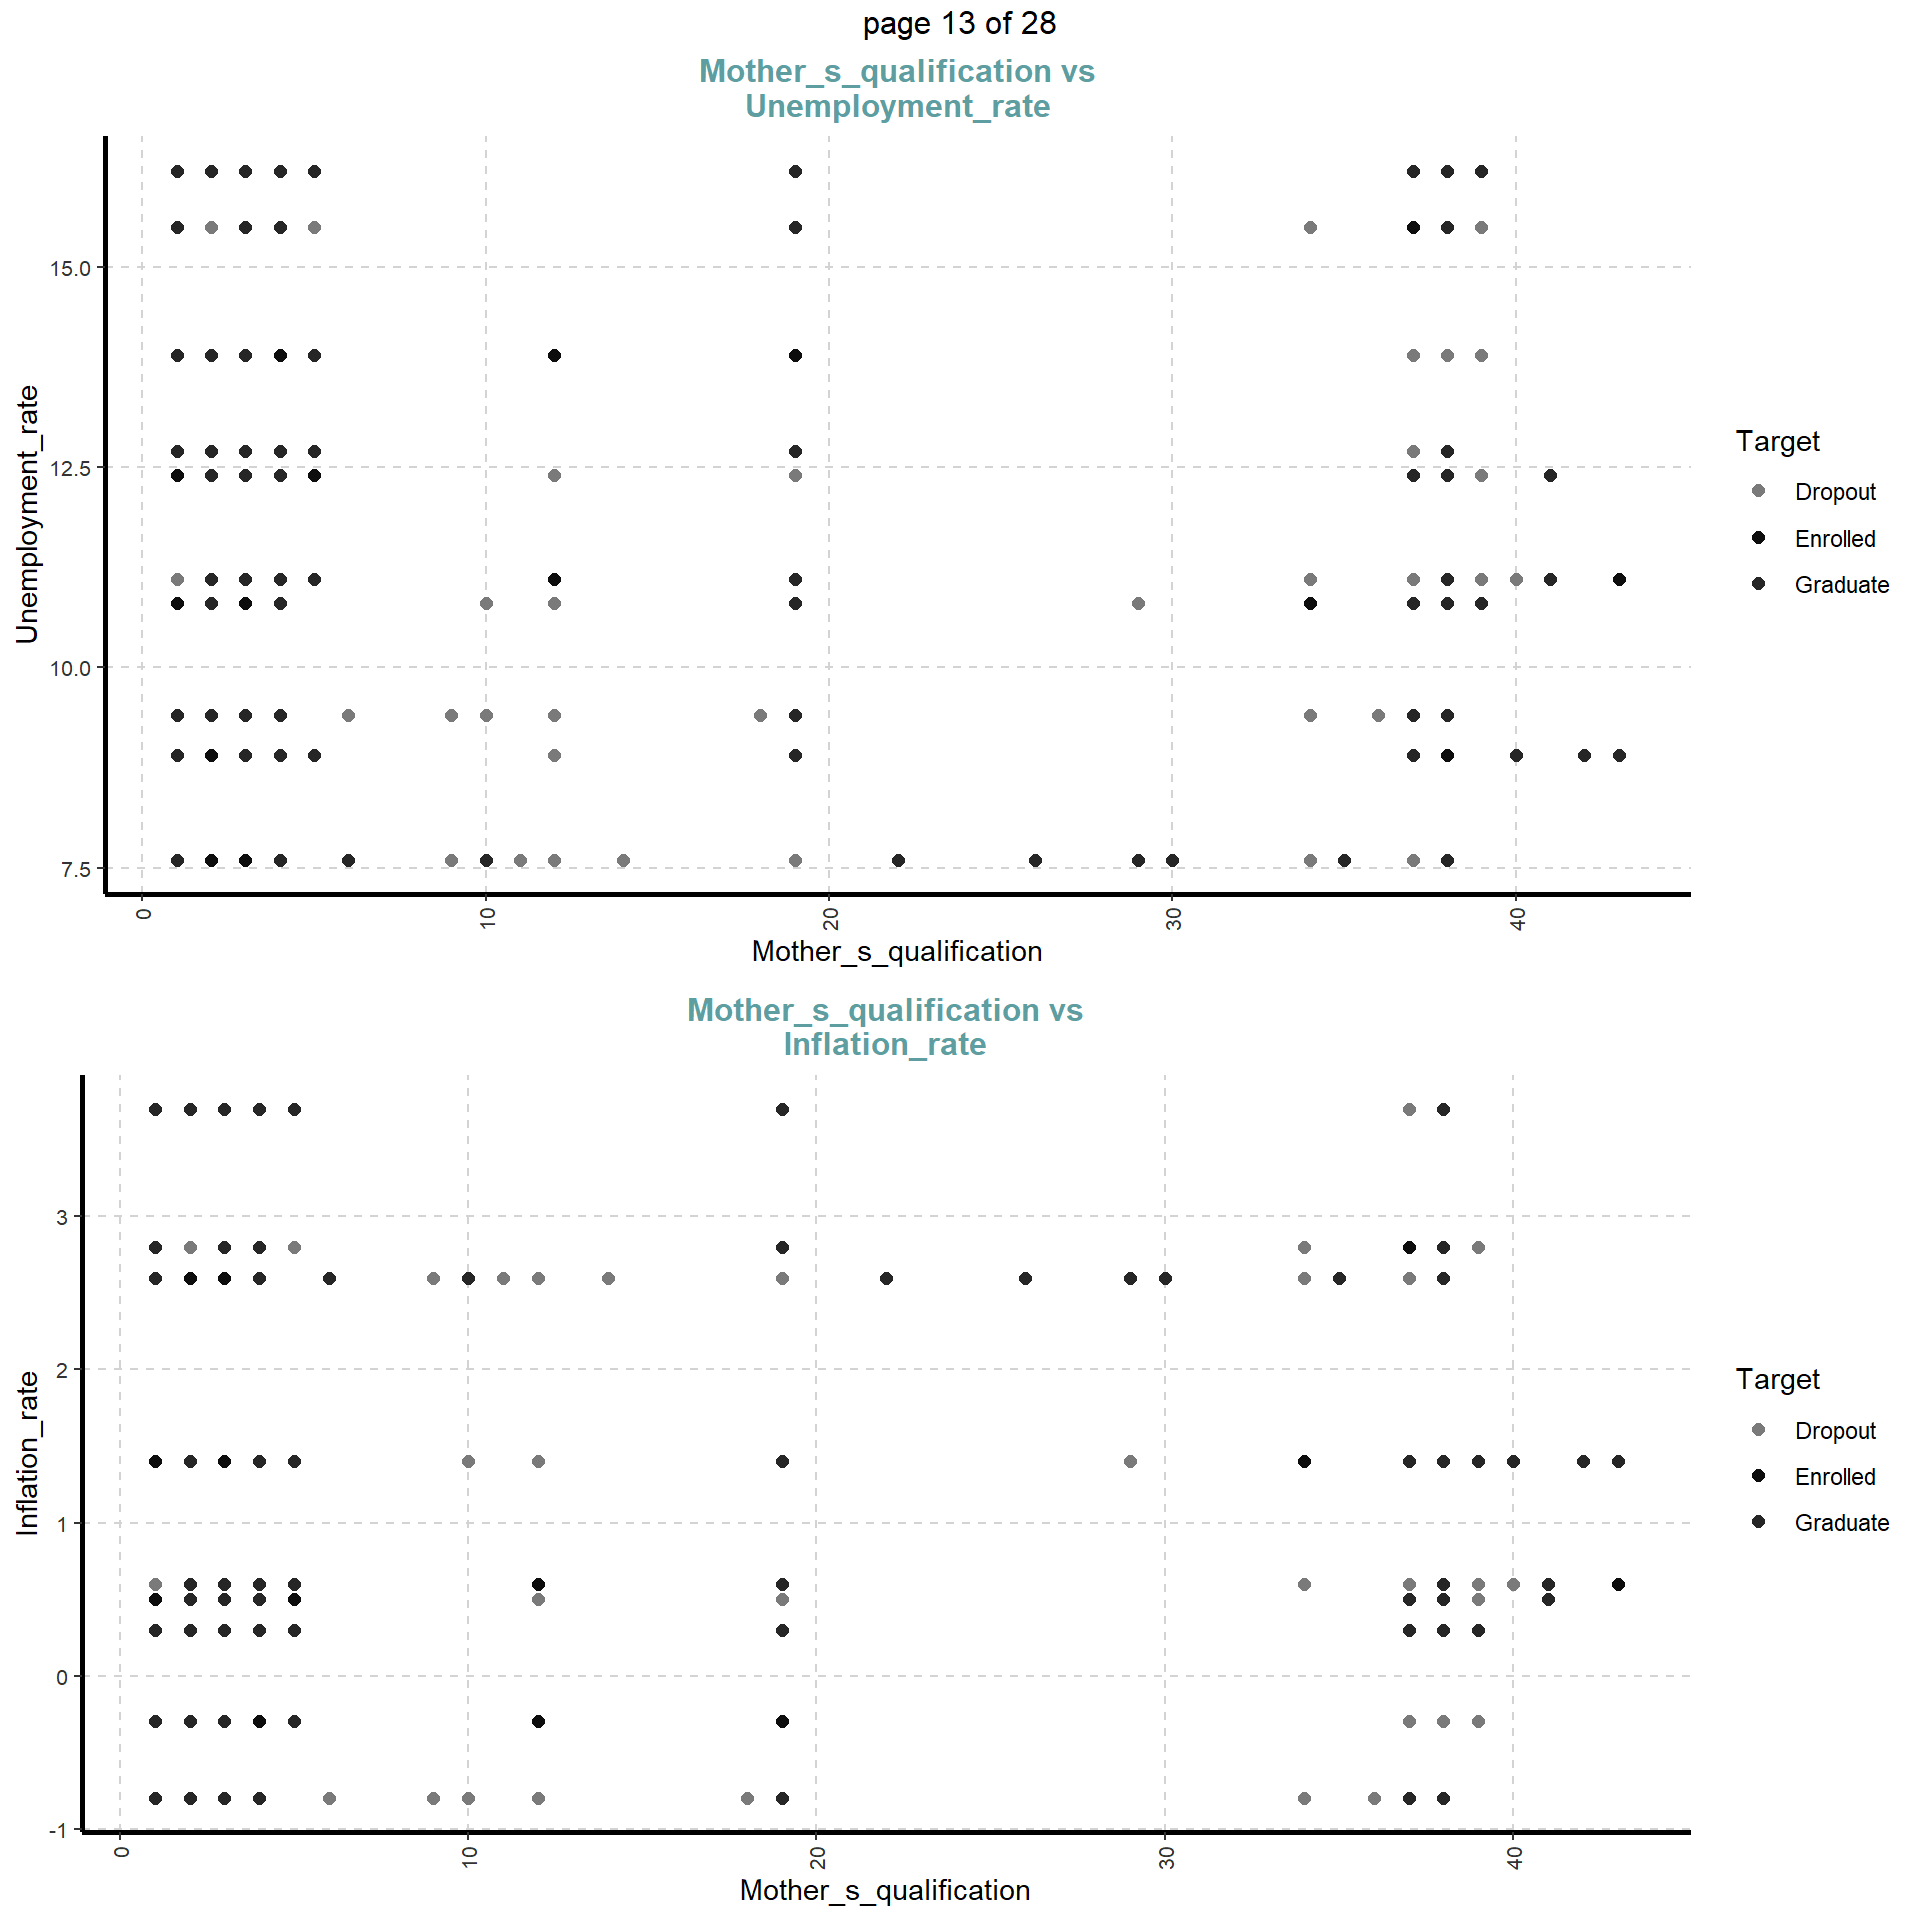 page 13 of 28
Mother_s_qualification vs
Unemployment_rate
Unemployment_rate
15.0
12.5
10.0
7.5
0
10
20
30
40
Mother_s_qualification
Target
Dropout
Enrolled
Graduate
Mother_s_qualification vs
Inflation_rate
Inflation_rate
3
2
1
0
-1
0
10
20
30
40
Mother_s_qualification
Target
Dropout
Enrolled
Graduate